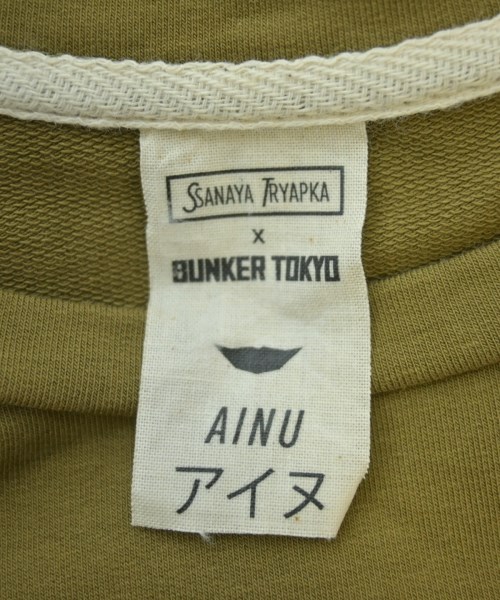 SSANAYA TRYAPKA
x
BUNKER TOKYO
AINU
アイヌ